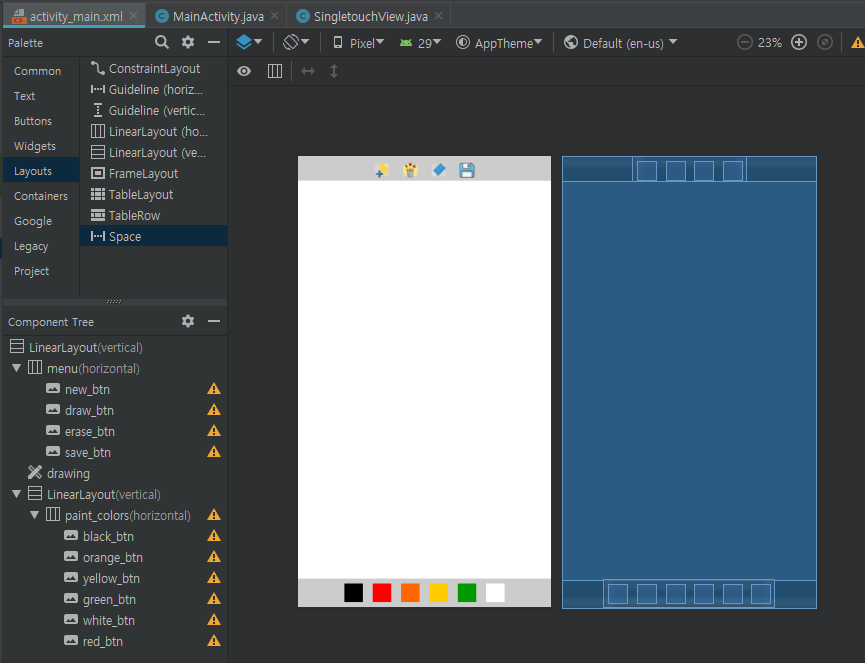 activity_main.xml MainActivity.java SingletouchView.java
Palette Pixel 29 AppTheme Default (en-us) 23%
Common
Text
Buttons
Widgets
Layouts
Containers
Google
Legacy
Project
ConstraintLayout
Guideline (horiz...
Guideline (vertic...
LinearLayout (ho...
LinearLayout (ve...
FrameLayout
TableLayout
TableRow
Space
Component Tree
LinearLayout(vertical)
menu(horizontal)
new_btn
draw_btn
erase_btn
save_btn
drawing
LinearLayout(vertical)
paint_colors(horizontal)
black_btn
orange_btn
yellow_btn
green_btn
white_btn
red_btn